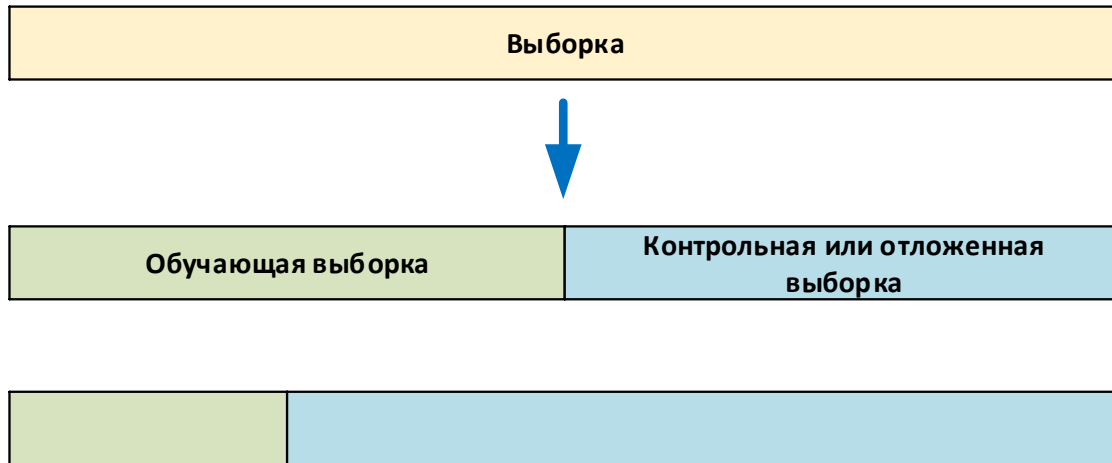 Выборка
Обучающая выборка
Контрольная или отложенная
выборка